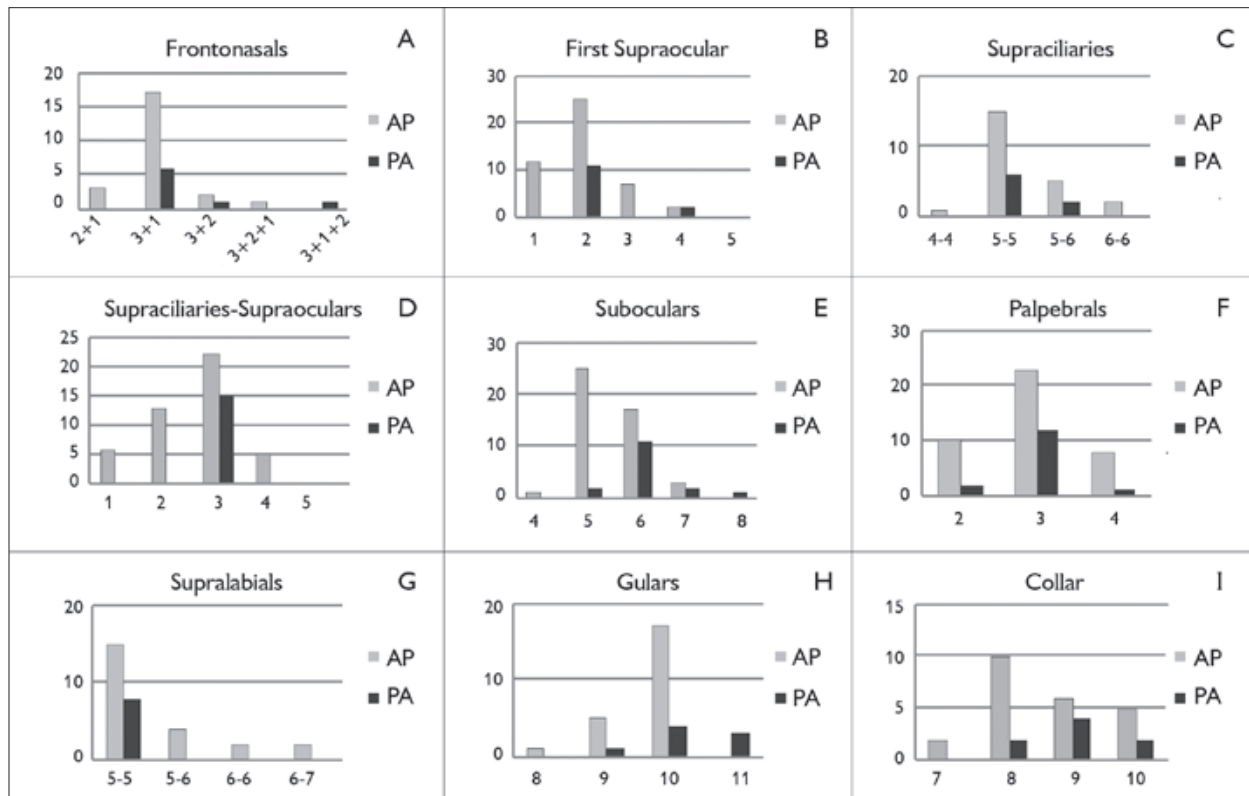 Frontonasals A
20
15
10
5
0
2+1 3+1 3+2 3+2+1 3+1+2
AP
PA
First Supraocular B
30
20
10
0
1 2 3 4 5
AP
PA
Supraciliaries C
20
10
0
4-4 5-5 5-6 6-6
AP
PA
Supraciliaries-Supraoculars D
25
20
15
10
5
0
1 2 3 4 5
AP
PA
Suboculars E
30
20
10
0
4 5 6 7 8
AP
PA
Palpebrals F
30
20
10
0
2 3 4
AP
PA
Supralabials G
20
10
0
5-5 5-6 6-6 6-7
AP
PA
Gulars H
20
10
0
8 9 10 11
AP
PA
Collar I
15
10
5
0
7 8 9 10
AP
PA